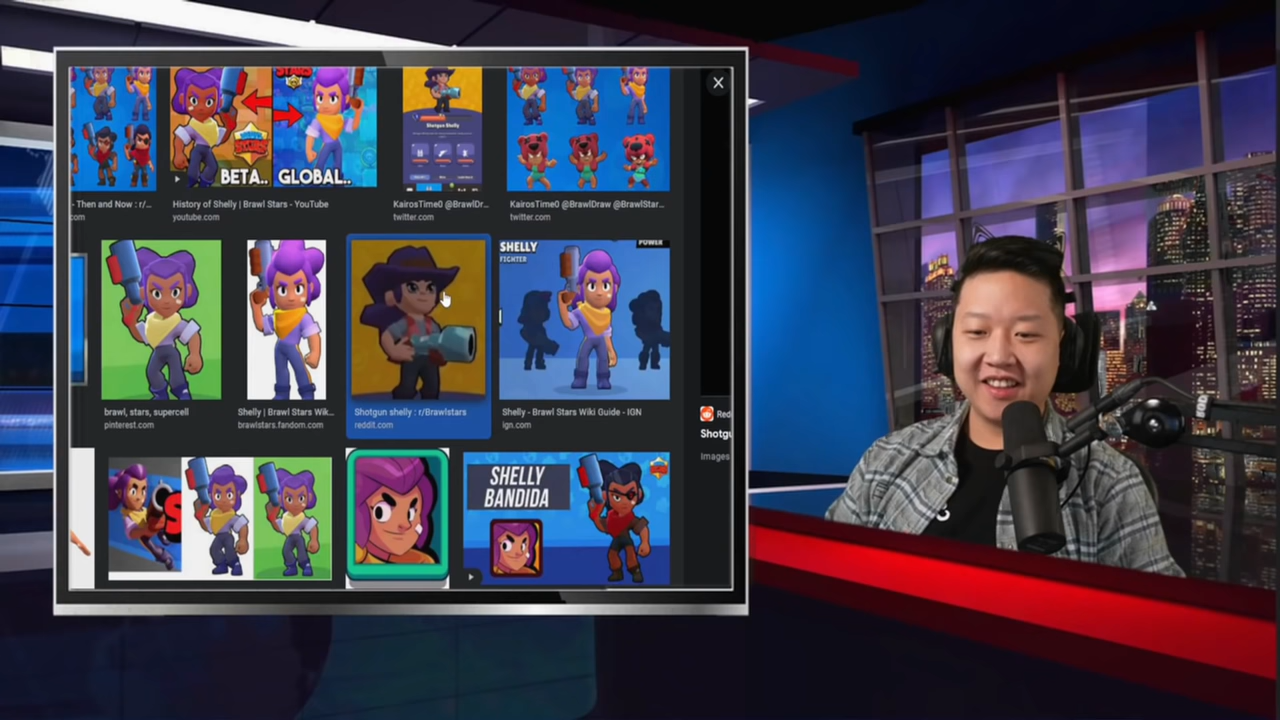 BETA..
GLOBAL..
Shotgun Shelly
- Then and Now : r/...
com
History of Shelly | Brawl Stars - YouTube
youtube.com
KairosTime0 @BrawlDr...
twitter.com
KairosTime0 @BrawlDraw @BrawlStar...
twitter.com
SHELLY
FIGHTER
POWER
brawl, stars, supercell
pinterest.com
Shelly | Brawl Stars Wik...
brawlstars.fandom.com
Shotgun shelly : r/Brawlstars
reddit.com
Shelly - Brawl Stars Wiki Guide - IGN
ign.com
Red
Shotgu
Images
SHELLY
BANDIDA